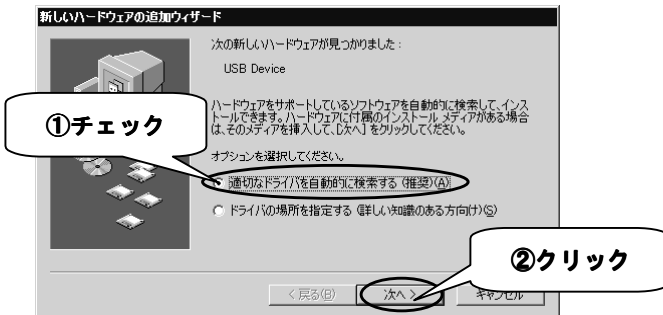 新しいハードウェアの追加ウィザード
次の新しいハードウェアが見つかりました :
USB Device
ハードウェアをサポートしているソフトウェアを自動的に検索して、インス
トールできます。ハードウェアに付属のインストール メディアがある場合
は、そのメディアを挿入して、[次へ] をクリックしてください。
①チェック
オプションを選択してください。
適切なドライバを自動的に検索する (推奨)(A)
ドライバの場所を指定する (詳しい知識のある方向け)(S)
②クリック
< 戻る(B)
次へ >
キャンセル